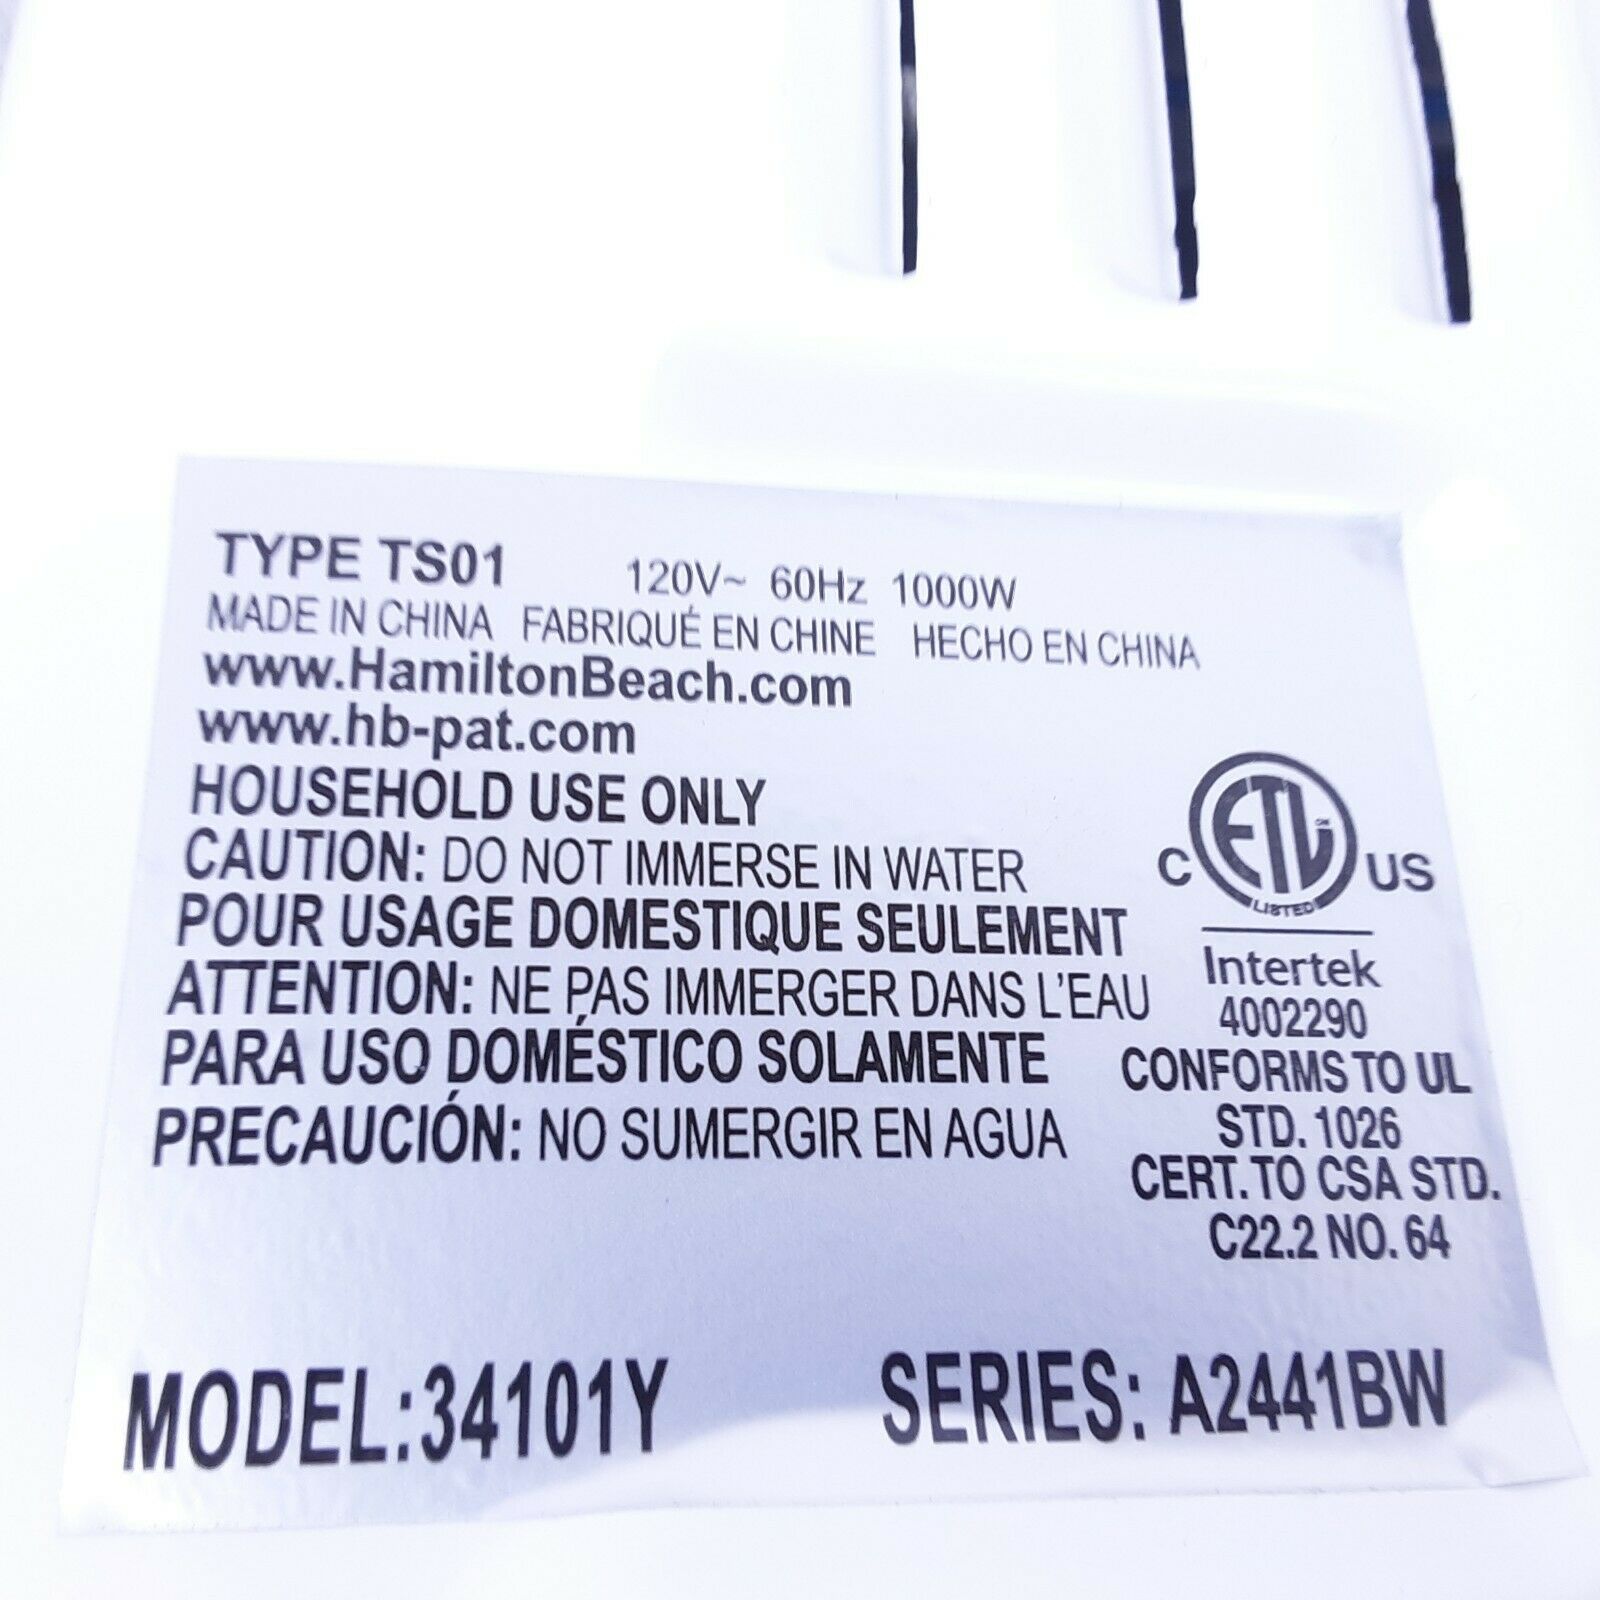 TYPE TS01 120V~ 60Hz 1000W
MADE IN CHINA FABRIQUÉ EN CHINE HECHO EN CHINA
www.HamiltonBeach.com
www.hb-pat.com
HOUSEHOLD USE ONLY
CAUTION: DO NOT IMMERSE IN WATER
POUR USAGE DOMESTIQUE SEULEMENT
ATTENTION: NE PAS IMMERGER DANS L'EAU
PARA USO DOMÉSTICO SOLAMENTE
PRECAUCIÓN: NO SUMERGIR EN AGUA
C ETL US
LISTED
Intertek
4002290
CONFORMS TO UL
STD. 1026
CERT. TO CSA STD.
C22.2 NO. 64
MODEL:34101Y SERIES: A2441BW